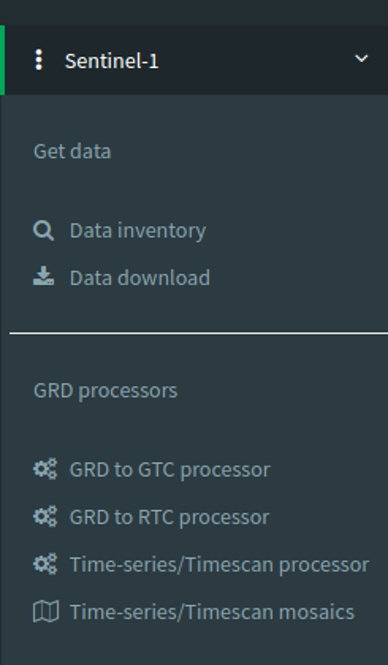 Sentinel-1
Get data
Data inventory
Data download
GRD processors
GRD to GTC processor
GRD to RTC processor
Time-series/Timescan processor
Time-series/Timescan mosaics